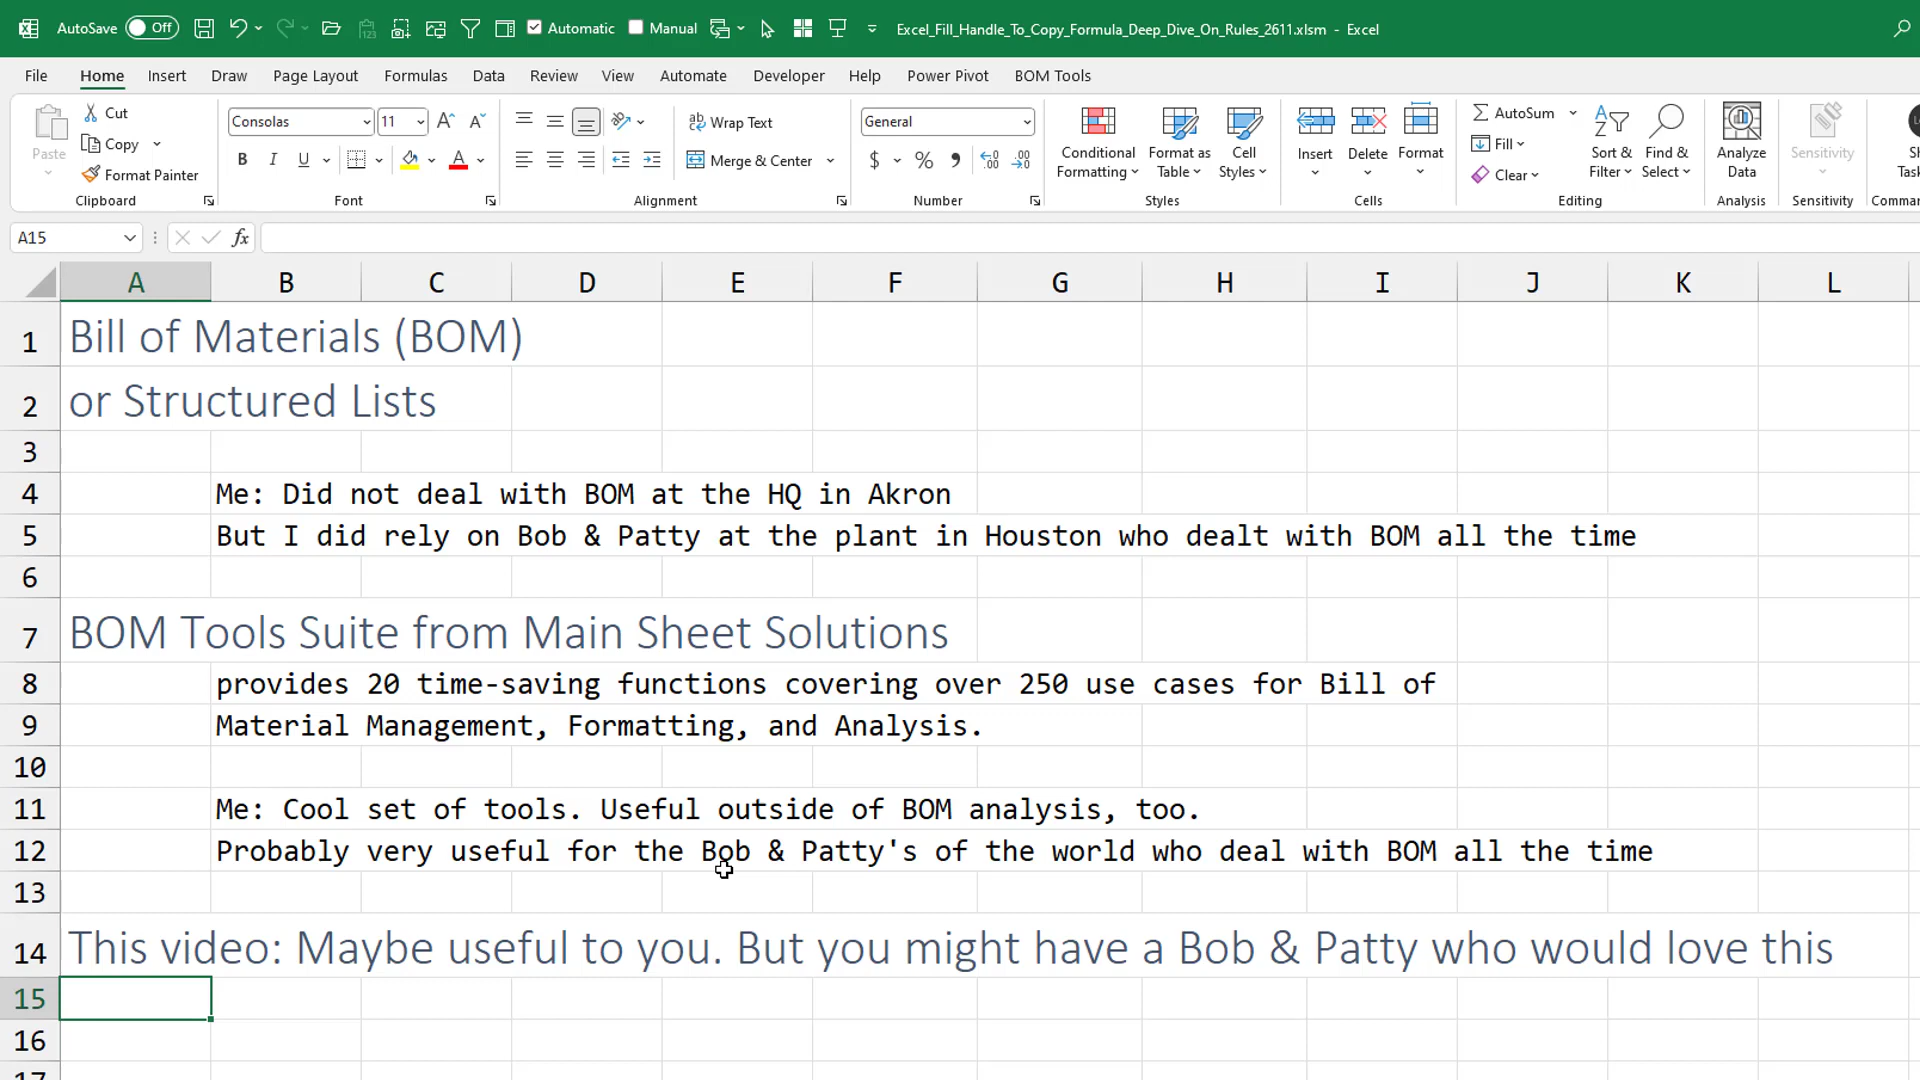 AutoSave Off Automatic Manual Excel_Fill_Handle_To_Copy_Formula_Deep_Dive_On_Rules_2611.xlsm - Excel
File Home Insert Draw Page Layout Formulas Data Review View Automate Developer Help Power Pivot BOM Tools
Paste
Cut
Copy
Format Painter
Clipboard
Consolas 11
B I U
Font
Wrap Text
Merge & Center
Alignment
General
$ % 
Number
Conditional Formatting
Format as Table
Cell Styles
Styles
Insert
Delete
Format
Cells
AutoSum
Fill
Clear
Sort & Filter
Find & Select
Editing
Analyze Data
Analysis
Sensitivity
Sensitivity
A15 fx
A B C D E F G H I J K L
1 Bill of Materials (BOM)
2 or Structured Lists
3
4 Me: Did not deal with BOM at the HQ in Akron
5 But I did rely on Bob & Patty at the plant in Houston who dealt with BOM all the time
6
7 BOM Tools Suite from Main Sheet Solutions
8 provides 20 time-saving functions covering over 250 use cases for Bill of
9 Material Management, Formatting, and Analysis.
10
11 Me: Cool set of tools. Useful outside of BOM analysis, too.
12 Probably very useful for the Bob & Patty's of the world who deal with BOM all the time
13
14 This video: Maybe useful to you. But you might have a Bob & Patty who would love this
15
16
17